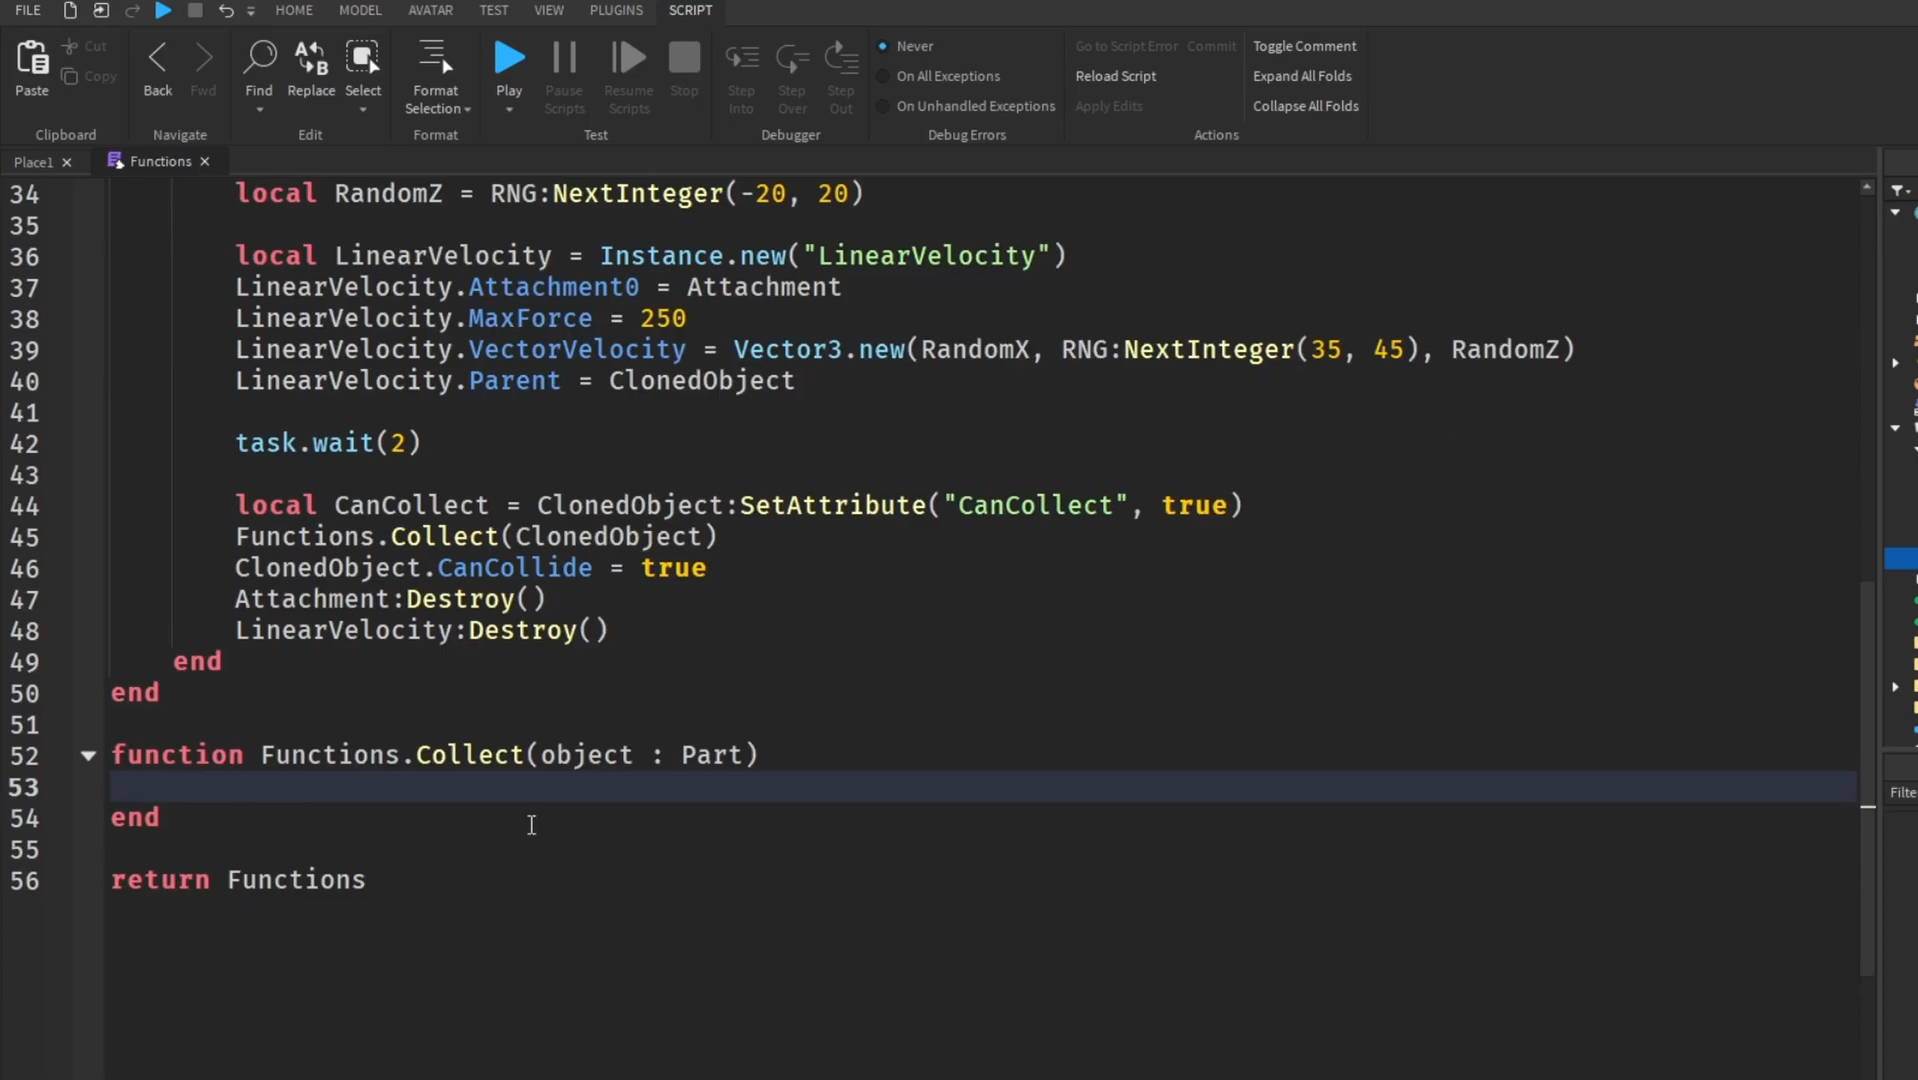 FILE HOME MODEL AVATAR TEST VIEW PLUGINS SCRIPT
Paste Cut Copy
Clipboard
Back Fwd
Navigate
Find Replace Select
Edit
Format Selection
Format
Play Pause Scripts Resume Scripts Stop
Test
Step Into Step Over Step Out
Debugger
Never
On All Exceptions
On Unhandled Exceptions
Debug Errors
Go to Script Error Commit
Reload Script
Apply Edits
Toggle Comment
Expand All Folds
Collapse All Folds
Actions
Place1 Functions
34 local RandomZ = RNG:NextInteger(-20, 20)
35
36 local LinearVelocity = Instance.new("LinearVelocity")
37 LinearVelocity.Attachment0 = Attachment
38 LinearVelocity.MaxForce = 250
39 LinearVelocity.VectorVelocity = Vector3.new(RandomX, RNG:NextInteger(35, 45), RandomZ)
40 LinearVelocity.Parent = ClonedObject
41
42 task.wait(2)
43
44 local CanCollect = ClonedObject:SetAttribute("CanCollect", true)
45 Functions.Collect(ClonedObject)
46 ClonedObject.CanCollide = true
47 Attachment:Destroy()
48 LinearVelocity:Destroy()
49 end
50 end
51
52 function Functions.Collect(object : Part)
53
54 end
55
56 return Functions
Filte